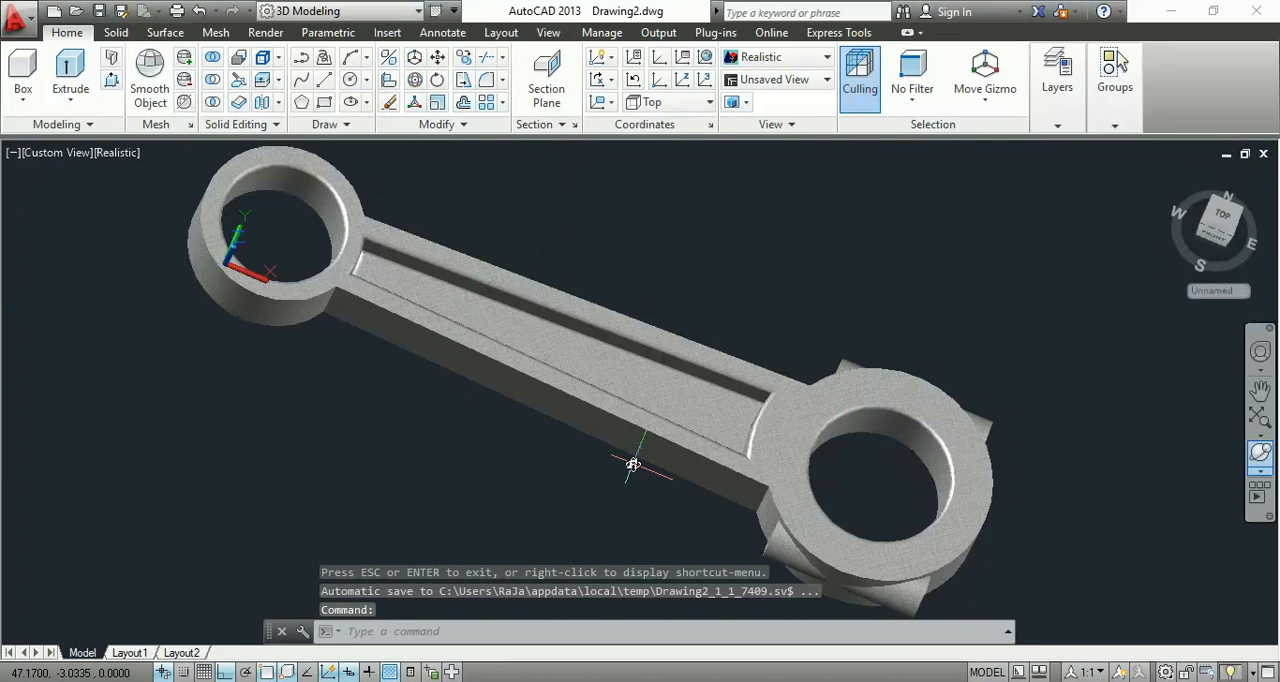 3D Modeling
AutoCAD 2013 Drawing2.dwg
Type a keyword or phrase
Sign In
Home Solid Surface Mesh Render Parametric Insert Annotate Layout View Manage Output Plug-ins Online Express Tools
Box
Extrude
Smooth
Object
Section
Plane
Realistic
Unsaved View
Top
Culling
No Filter
Move Gizmo
Layers
Groups
Modeling Mesh Solid Editing Draw Modify Section Coordinates View Selection
[−][Custom View][Realistic]
N
W
TOP
FRONT
E
S
Unnamed
Y
X
Press ESC or ENTER to exit, or right-click to display shortcut-menu.
Automatic save to C:\Users\RaJa\appdata\local\temp\Drawing2_1_1_7409.sv$ ...
Command:
Type a command
Model Layout1 Layout2
47.1700, -3.0335, 0.0000
MODEL
1:1